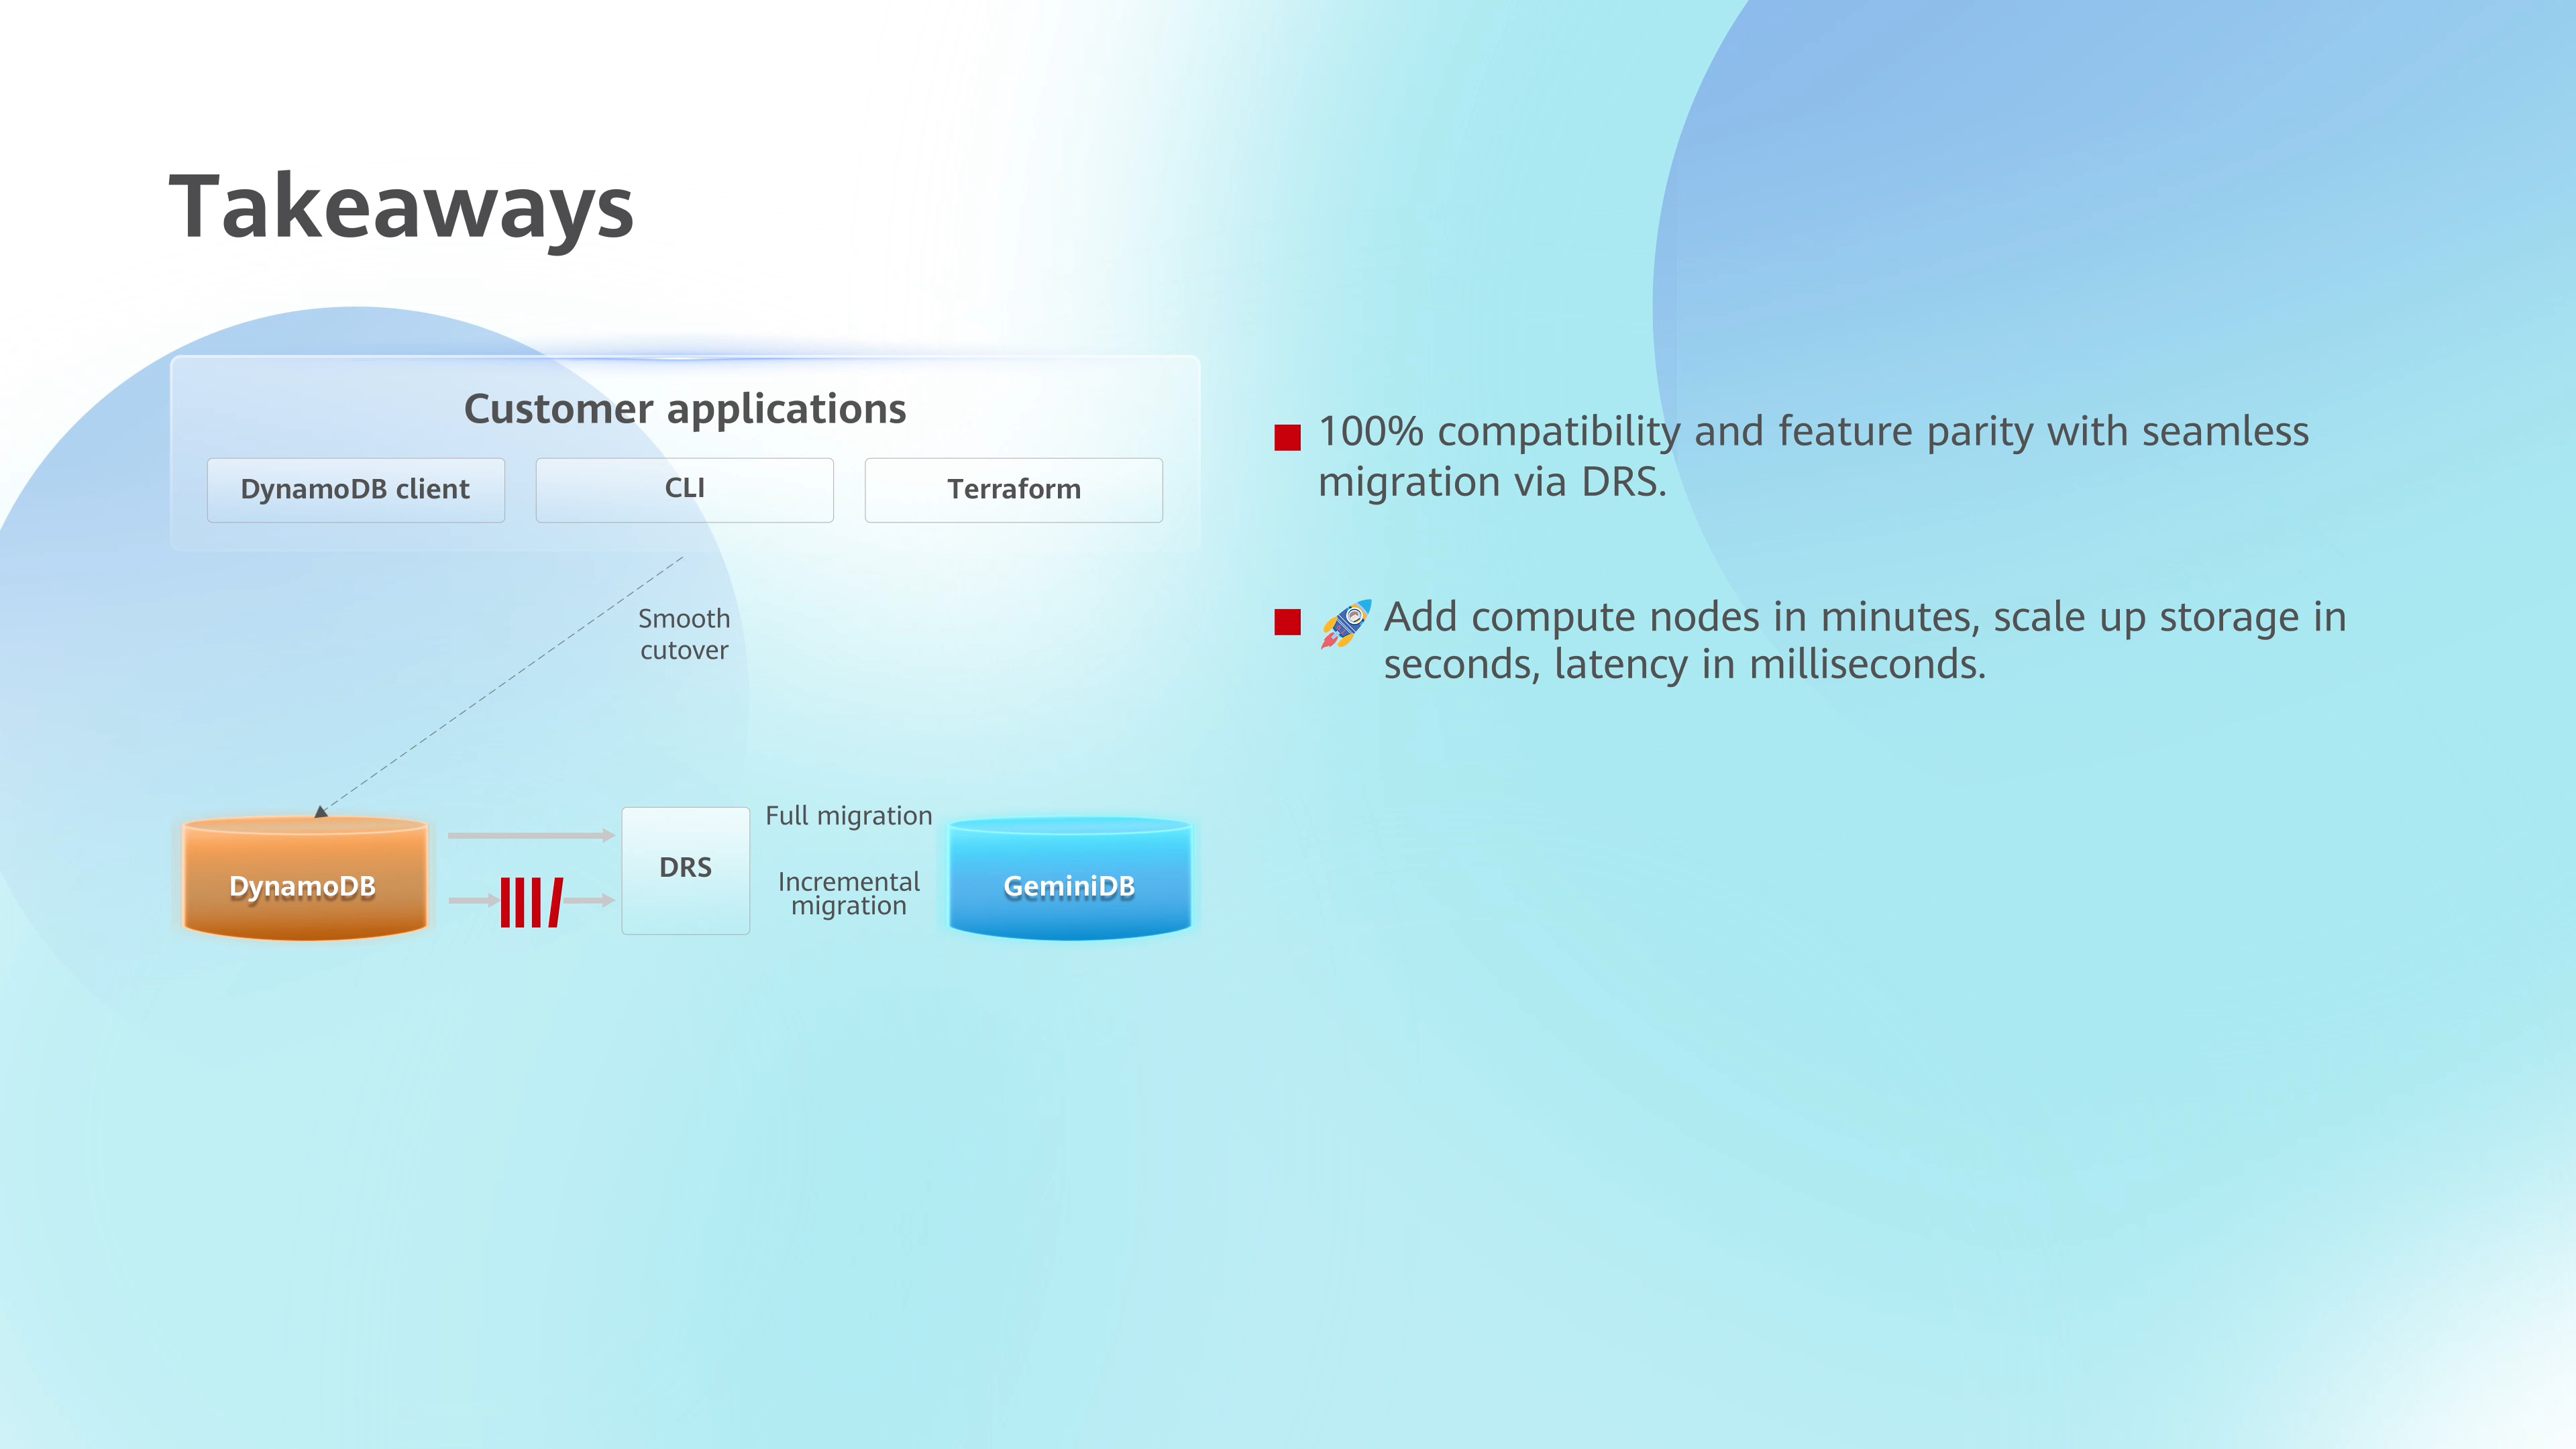 Takeaways
Customer applications
DynamoDB client
CLI
Terraform
Smooth
cutover
DynamoDB
DRS
Full migration
Incremental
migration
GeminiDB
100% compatibility and feature parity with seamless
migration via DRS.
Add compute nodes in minutes, scale up storage in
seconds, latency in milliseconds.